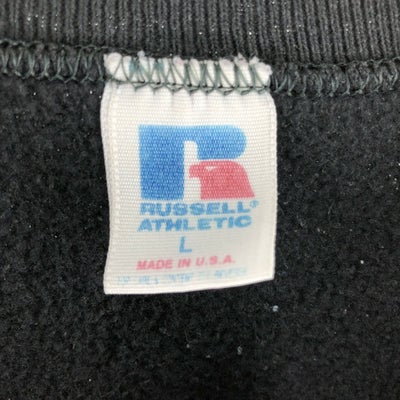 R
RUSSELL®
ATHLETIC
L
MADE IN U.S.A.